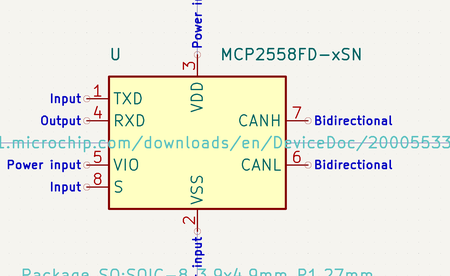 Power i
U MCP2558FD-xSN
3
VDD
Input 1 TXD
Output 4 RXD CANH 7 Bidirectional
l.microchip.com/downloads/en/DeviceDoc/20005533
Power input 5 VIO CANL 6 Bidirectional
Input 8 S
VSS
2
input
Package_SO:SOIC-8_3.9x4.9mm_P1.27mm